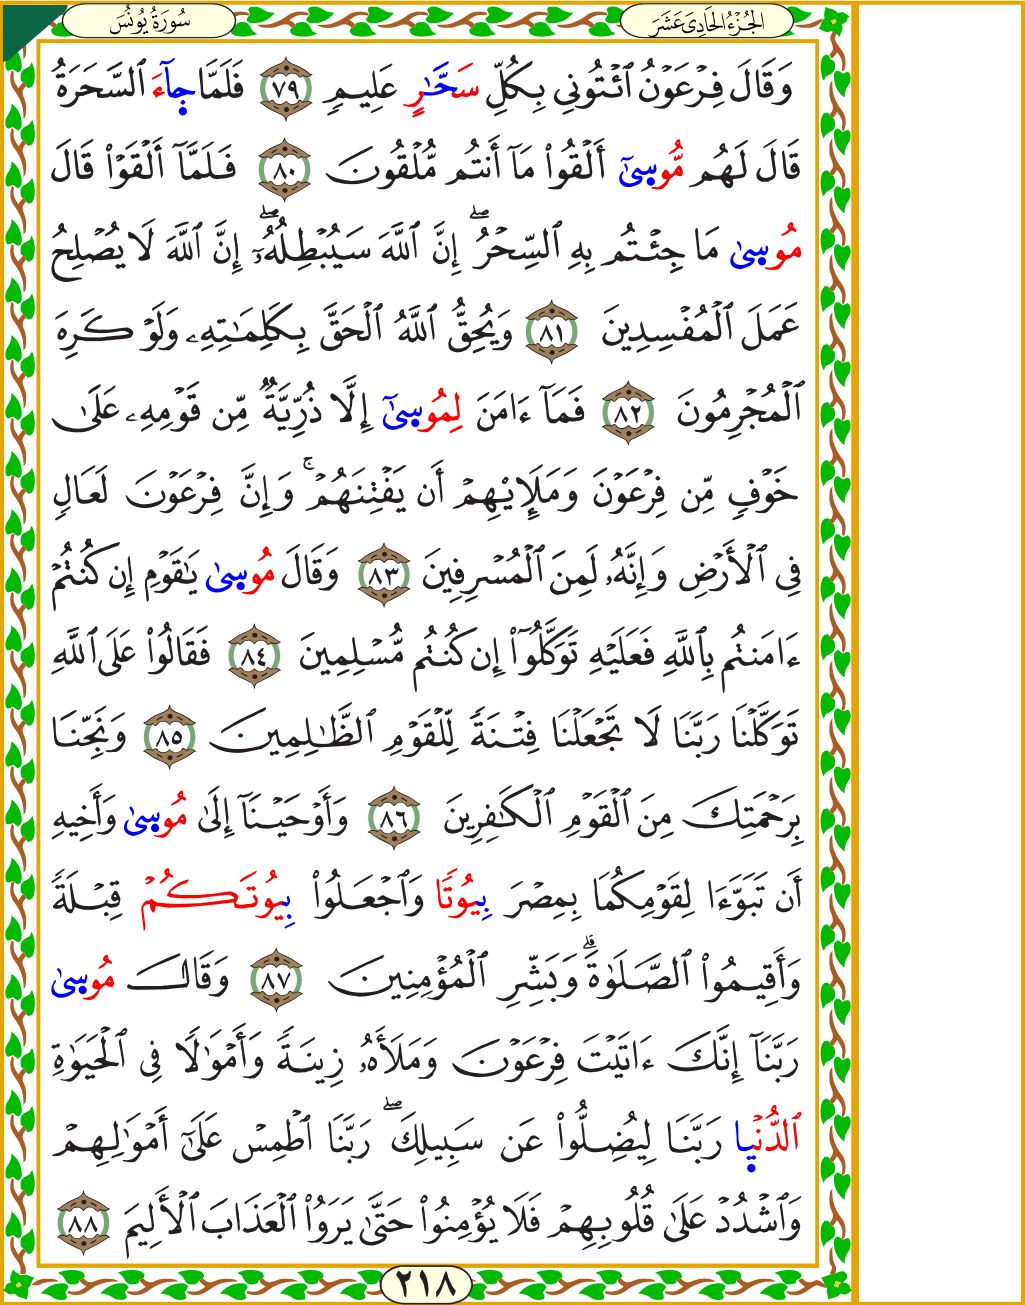 الجُزْءُ الحَادِىَ عَشَرَ
سُورَةُ يُونُسَ
وَقَالَ فِرْعَوْنُ ٱئْتُونِى بِكُلِّ سَحَّـٰرٍ عَلِيمٍ ٧٩ فَلَمَّا جِآءَ ٱلسَّحَرَةُ
قَالَ لَهُم مُّوسِىٰٓ أَلْقُوا۟ مَآ أَنتُم مُّلْقُونَ ٨٠ فَلَمَّآ أَلْقَوْا۟ قَالَ
مُوسِىٰ مَا جِئْتُم بِهِ ٱلسِّحْرُ ۖ إِنَّ ٱللَّهَ سَيُبْطِلُهُۥٓ ۖ إِنَّ ٱللَّهَ لَا يُصْلِحُ
عَمَلَ ٱلْمُفْسِدِينَ ٨١ وَيُحِقُّ ٱللَّهُ ٱلْحَقَّ بِكَلِمَـٰتِهِۦ وَلَوْ كَرِهَ
ٱلْمُجْرِمُونَ ٨٢ فَمَآ ءَامَنَ لِمُوسِىٰٓ إِلَّا ذُرِّيَّةٌ مِّن قَوْمِهِۦ عَلَىٰ
خَوْفٍ مِّن فِرْعَوْنَ وَمَلَإِي۟هِمْ أَن يَفْتِنَهُمْ ۚ وَإِنَّ فِرْعَوْنَ لَعَالٍ
فِى ٱلْأَرْضِ وَإِنَّهُۥ لَمِنَ ٱلْمُسْرِفِينَ ٨٣ وَقَالَ مُوسِىٰ يَـٰقَوْمِ إِن كُنتُمْ
ءَامَنتُم بِٱللَّهِ فَعَلَيْهِ تَوَكَّلُوٓا۟ إِن كُنتُم مُّسْلِمِينَ ٨٤ فَقَالُوا۟ عَلَى ٱللَّهِ
تَوَكَّلْنَا رَبَّنَا لَا تَجْعَلْنَا فِتْنَةً لِّلْقَوْمِ ٱلظَّـٰلِمِينَ ٨٥ وَنَجِّنَا
بِرَحْمَتِكَ مِنَ ٱلْقَوْمِ ٱلْكَـٰفِرِينَ ٨٦ وَأَوْحَيْنَآ إِلَىٰ مُوسِىٰ وَأَخِيهِ
أَن تَبَوَّءَا لِقَوْمِكُمَا بِمِصْرَ بِيُوتًا وَٱجْعَلُوا۟ بِيُوتَكُمْ قِبْلَةً
وَأَقِيمُوا۟ ٱلصَّلَوٰةَ ۗ وَبَشِّرِ ٱلْمُؤْمِنِينَ ٨٧ وَقَالَ مُوسِىٰ
رَبَّنَآ إِنَّكَ ءَاتَيْتَ فِرْعَوْنَ وَمَلَأَهُۥ زِينَةً وَأَمْوَٰلًا فِى ٱلْحَيَوٰةِ
ٱلدُّنْيِا رَبَّنَا لِيُضِلُّوا۟ عَن سَبِيلِكَ ۖ رَبَّنَا ٱطْمِسْ عَلَىٰٓ أَمْوَٰلِهِمْ
وَٱشْدُدْ عَلَىٰ قُلُوبِهِمْ فَلَا يُؤْمِنُوا۟ حَتَّىٰ يَرَوُا۟ ٱلْعَذَابَ ٱلْأَلِيمَ ٨٨
٢١٨